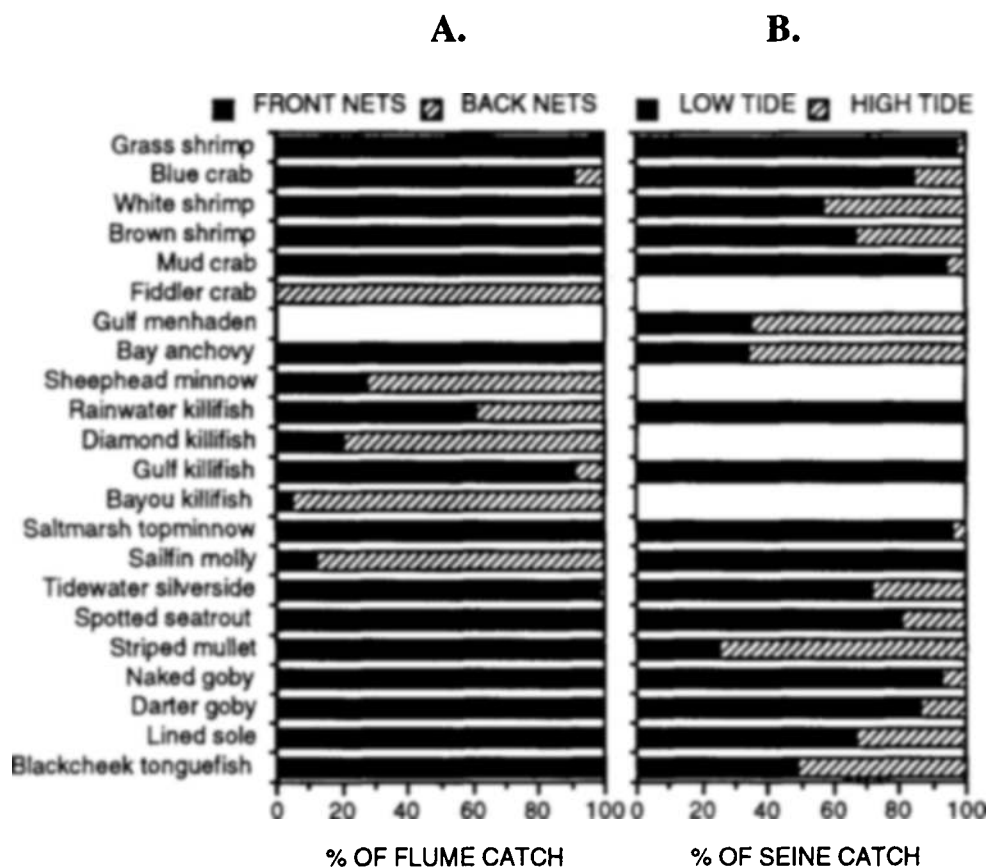 A. B.
FRONT NETS BACK NETS LOW TIDE HIGH TIDE
Grass shrimp
Blue crab
White shrimp
Brown shrimp
Mud crab
Fiddler crab
Gulf menhaden
Bay anchovy
Sheephead minnow
Rainwater killifish
Diamond killifish
Gulf killifish
Bayou killifish
Saltmarsh topminnow
Sailfin molly
Tidewater silverside
Spotted seatrout
Striped mullet
Naked goby
Darter goby
Lined sole
Blackcheek tonguefish
0 20 40 60 80 100 0 20 40 60 80 100
% OF FLUME CATCH % OF SEINE CATCH